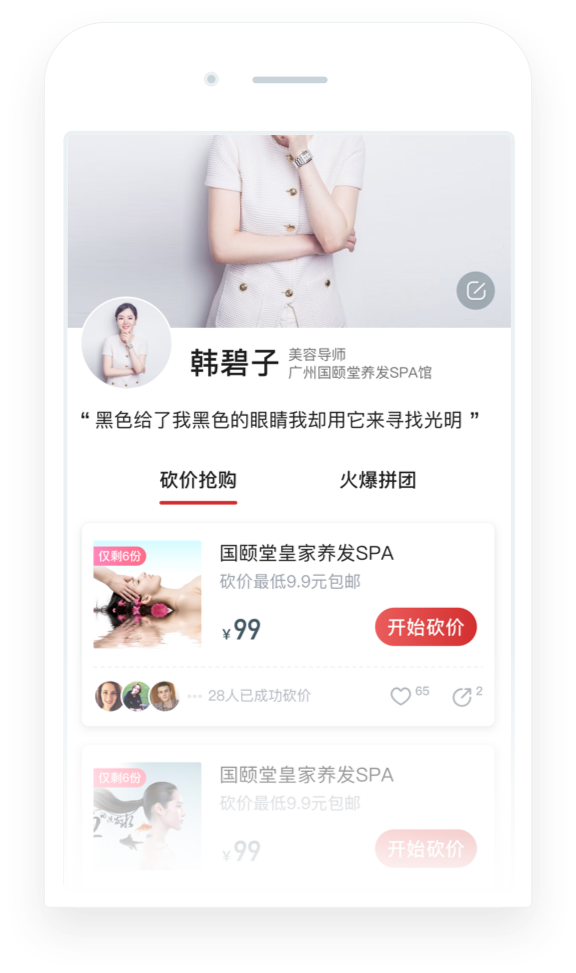 韩碧子
美容导师
广州国颐堂养发SPA馆
“ 黑色给了我黑色的眼睛我却用它来寻找光明 ”
砍价抢购
火爆拼团
仅剩6份
国颐堂皇家养发SPA
砍价最低9.9元包邮
¥99
开始砍价
28人已成功砍价
65
2
仅剩6份
国颐堂皇家养发SPA
砍价最低9.9元包邮
¥99
开始砍价